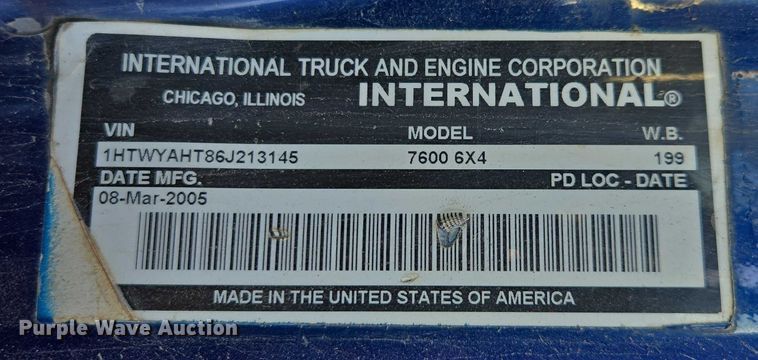 INTERNATIONAL TRUCK AND ENGINE CORPORATION
CHICAGO, ILLINOIS INTERNATIONAL®
VIN MODEL W.B.
1HTWYAHT86J213145 7600 6X4 199
DATE MFG. PD LOC - DATE
08-Mar-2005
MADE IN THE UNITED STATES OF AMERICA
Purple Wave Auction